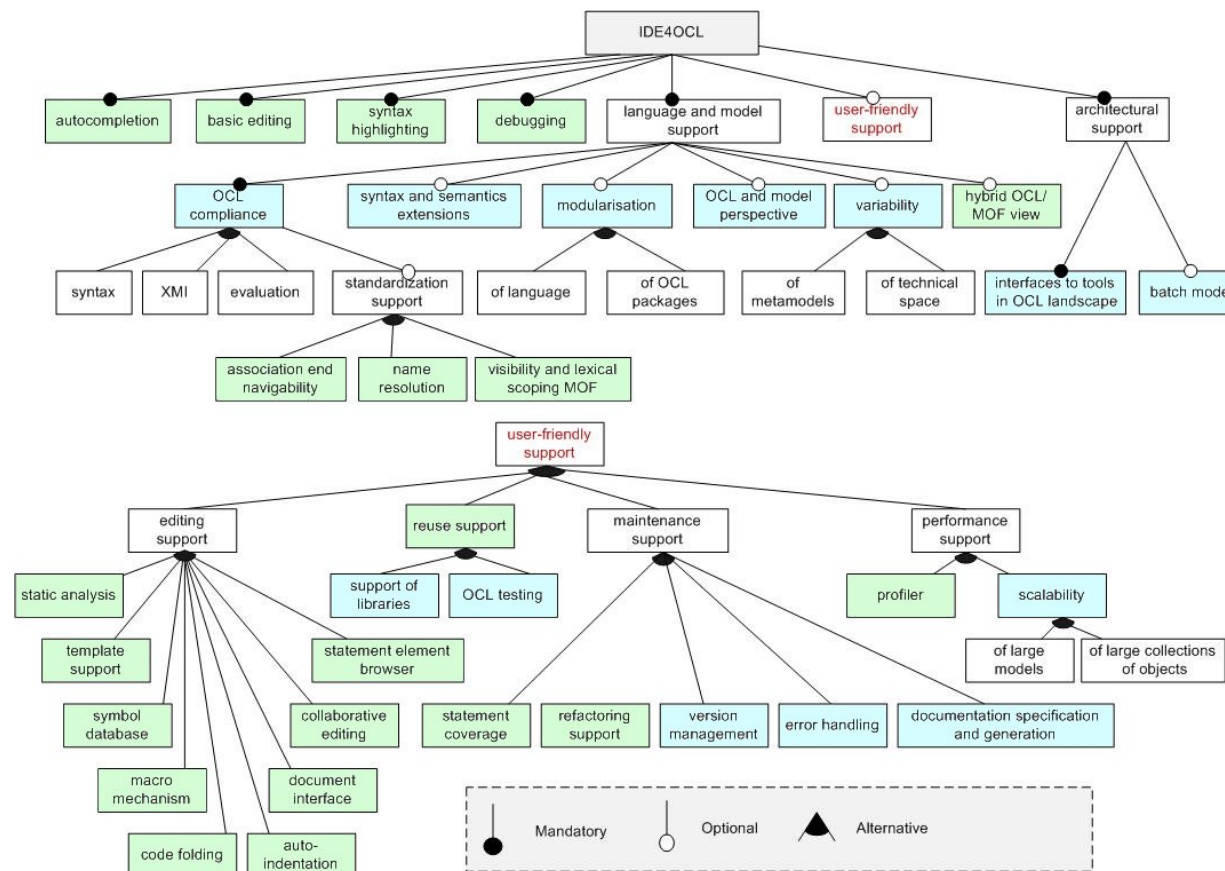 IDE4OCL
autocompletion
basic editing
syntax
highlighting
debugging
language and model
support
user-friendly
support
architectural
support
OCL
compliance
syntax and semantics
extensions
modularisation
OCL and model
perspective
variability
hybrid OCL/
MOF view
syntax
XMI
evaluation
standardization
support
of language
of OCL
packages
of
metamodels
of technical
space
interfaces to tools
in OCL landscape
batch mode
association end
navigability
name
resolution
visibility and lexical
scoping MOF
user-friendly
support
editing
support
reuse support
maintenance
support
performance
support
static analysis
support of
libraries
OCL testing
profiler
scalability
template
support
statement element
browser
of large
models
of large collections
of objects
symbol
database
collaborative
editing
statement
coverage
refactoring
support
version
management
error handling
documentation specification
and generation
macro
mechanism
document
interface
code folding
auto-
indentation
Mandatory
Optional
Alternative